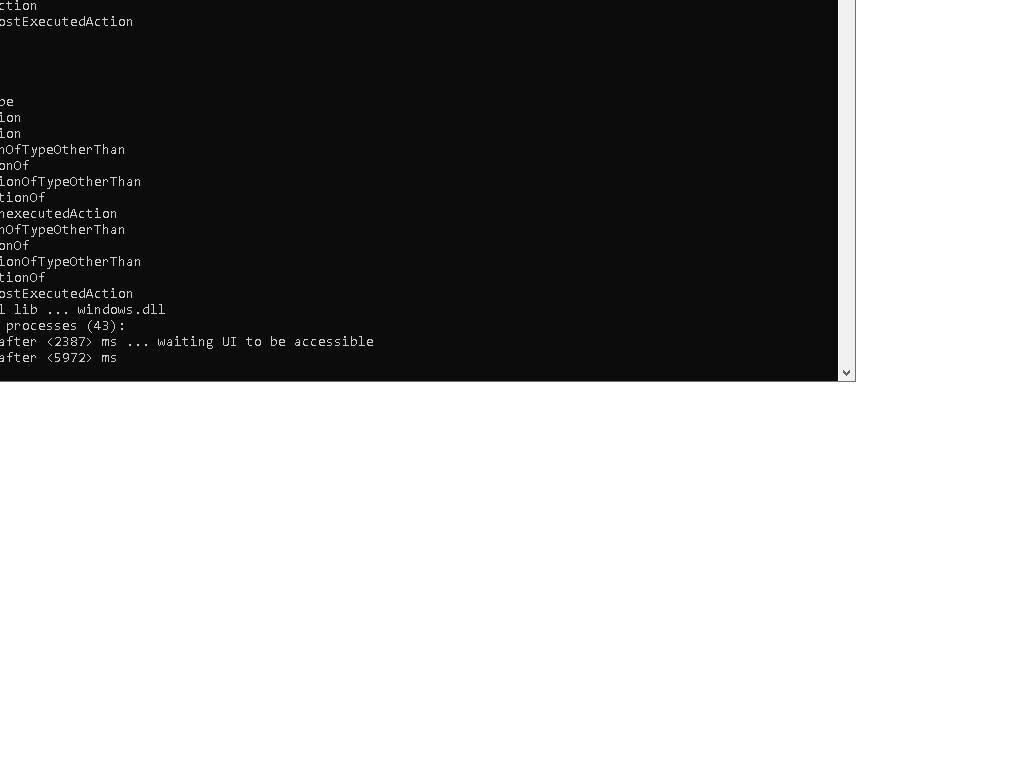 ction
ostExecutedAction
pe
ion
ion
nOfTypeOtherThan
onOf
ionOfTypeOtherThan
tionOf
nexecutedAction
nOfTypeOtherThan
onOf
ionOfTypeOtherThan
tionOf
ostExecutedAction
l lib ... windows.dll
processes (43):
after <2387> ms ... waiting UI to be accessible
after <5972> ms